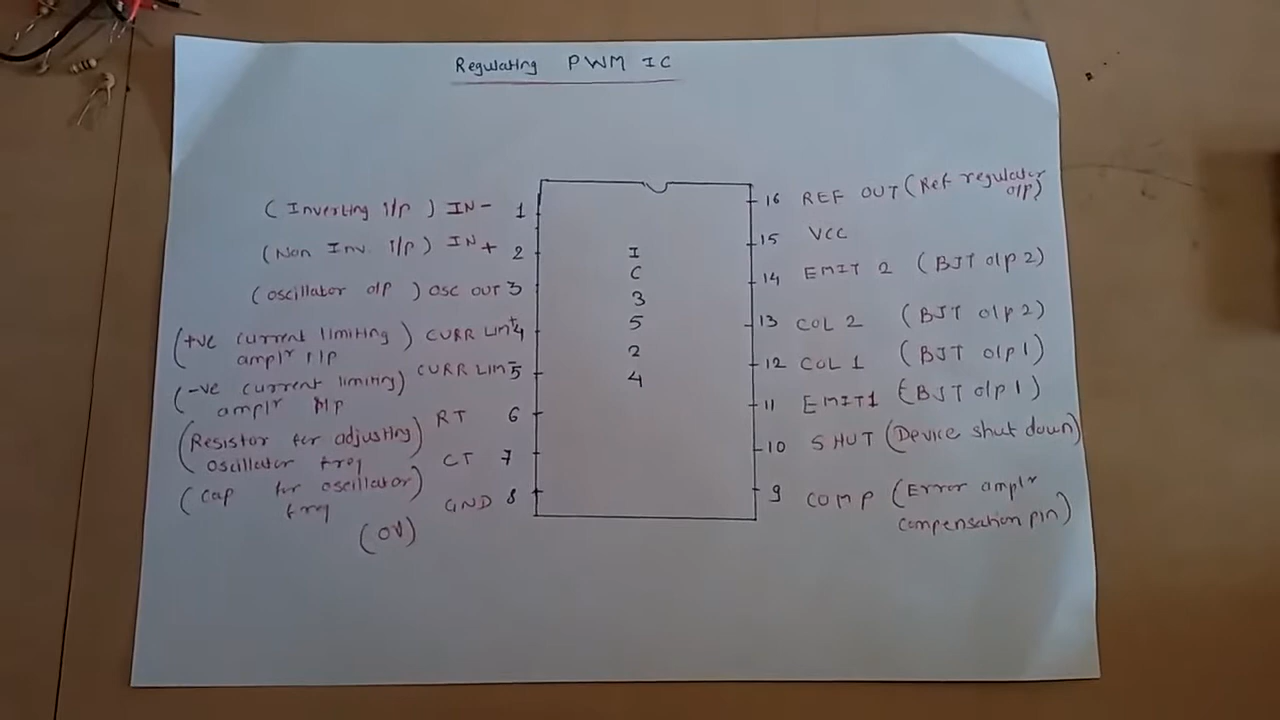 Regulating PWM IC
(Inverting i/p) IN- 1
(Non Inv. i/p) IN+ 2
(oscillator o/p) OSC OUT 3
(+ve current limiting) CURR LIM+ 4
amplr i/p
(-ve current limiting) CURR LIM- 5
amplr i/p
(Resistor for adjusting) RT 6
oscillator freq
(cap for oscillator) CT 7
freq
GND 8
(0V)
I
C
3
5
2
4
16 REF OUT (Ref regulator
o/p)
15 VCC
14 EMIT 2 (BJT o/p 2)
13 COL 2 (BJT o/p 2)
12 COL 1 (BJT o/p 1)
11 EMIT1 (BJT o/p 1)
10 SHUT (Device shut down)
9 COMP (Error amplr
compensation pin)